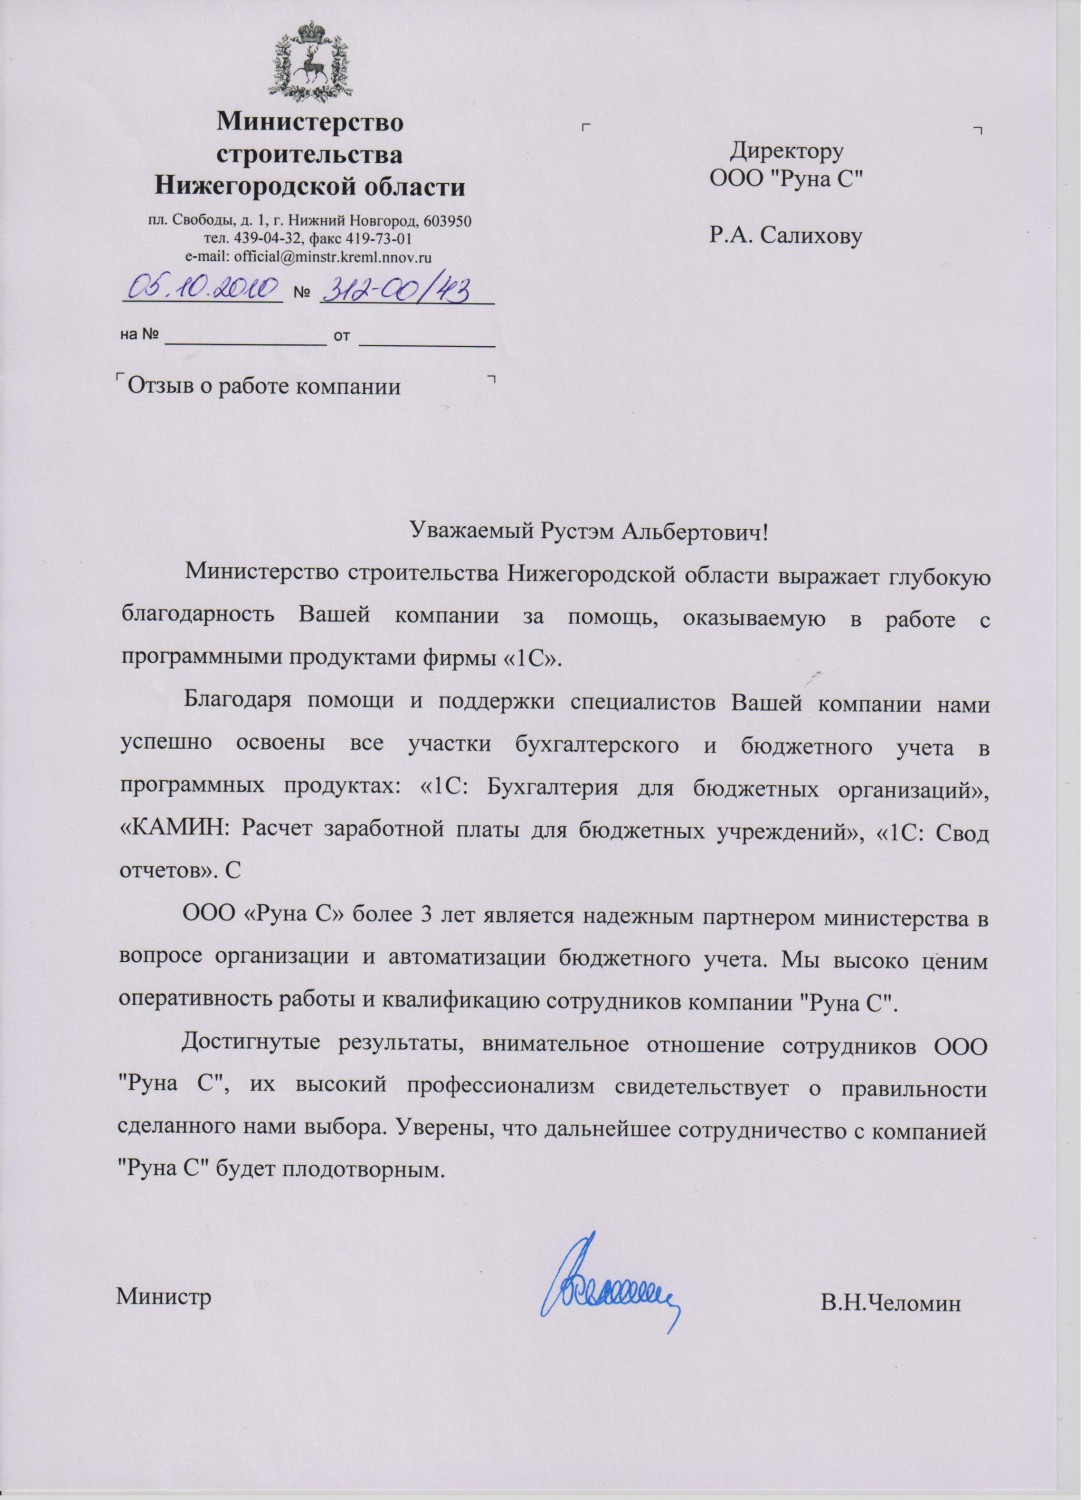 Министерство
строительства
Нижегородской области
пл. Свободы, д. 1, г. Нижний Новгород, 603950
тел. 439-04-32, факс 419-73-01
e-mail: official@minstr.kreml.nnov.ru
05.10.2010 № 312-00/43
на № ____________ от ____________
Отзыв о работе компании
Директору
ООО "Руна С"
Р.А. Салихову
Уважаемый Рустэм Альбертович!
Министерство строительства Нижегородской области выражает глубокую
благодарность Вашей компании за помощь, оказываемую в работе с
программными продуктами фирмы «1С».
Благодаря помощи и поддержки специалистов Вашей компании нами
успешно освоены все участки бухгалтерского и бюджетного учета в
программных продуктах: «1С: Бухгалтерия для бюджетных организаций»,
«КАМИН: Расчет заработной платы для бюджетных учреждений», «1С: Свод
отчетов». С
ООО «Руна С» более 3 лет является надежным партнером министерства в
вопросе организации и автоматизации бюджетного учета. Мы высоко ценим
оперативность работы и квалификацию сотрудников компании "Руна С".
Достигнутые результаты, внимательное отношение сотрудников ООО
"Руна С", их высокий профессионализм свидетельствует о правильности
сделанного нами выбора. Уверены, что дальнейшее сотрудничество с компанией
"Руна С" будет плодотворным.
Министр В.Н.Челомин